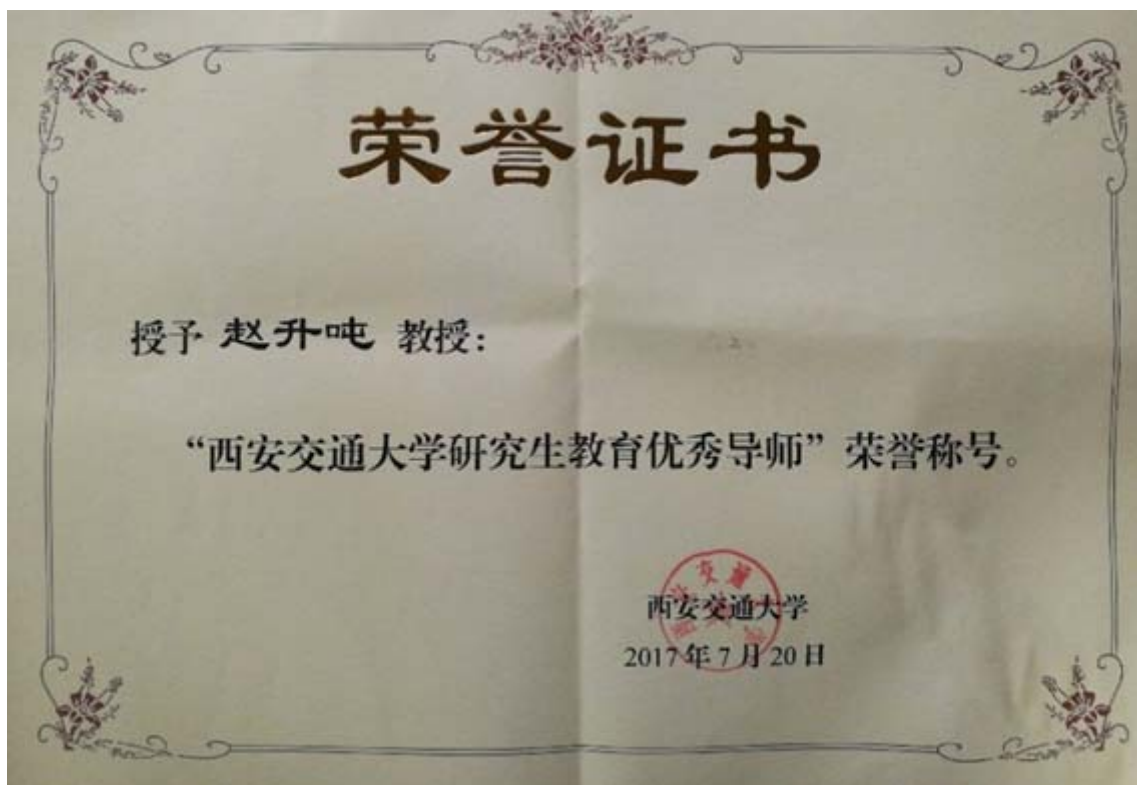 荣誉证书
授予 赵升吨 教授：
“西安交通大学研究生教育优秀导师”荣誉称号。
西安交通大学
2017年7月20日